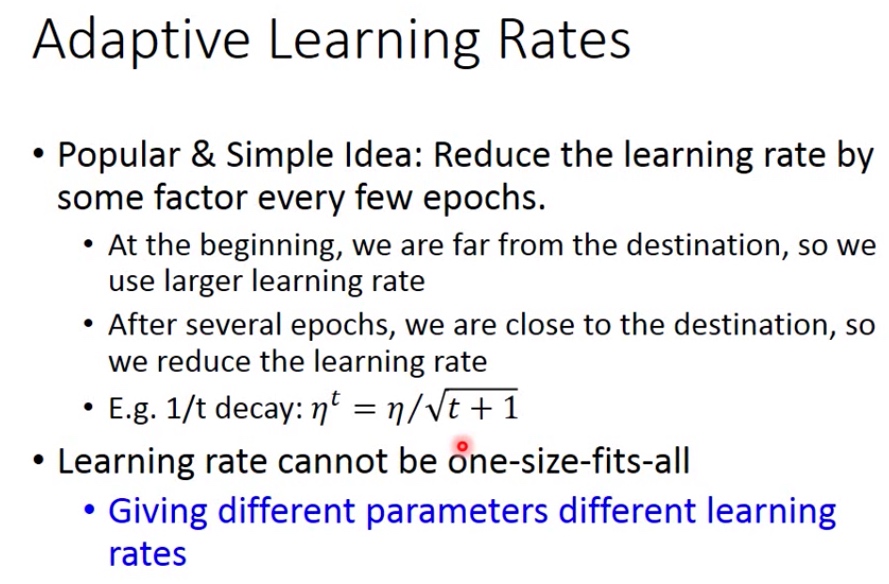 Adaptive Learning Rates
• Popular & Simple Idea: Reduce the learning rate by
some factor every few epochs.
• At the beginning, we are far from the destination, so we
use larger learning rate
• After several epochs, we are close to the destination, so
we reduce the learning rate
• E.g. 1/t decay: ηᵗ = η/√(t + 1)
• Learning rate cannot be one-size-fits-all
• Giving different parameters different learning
rates